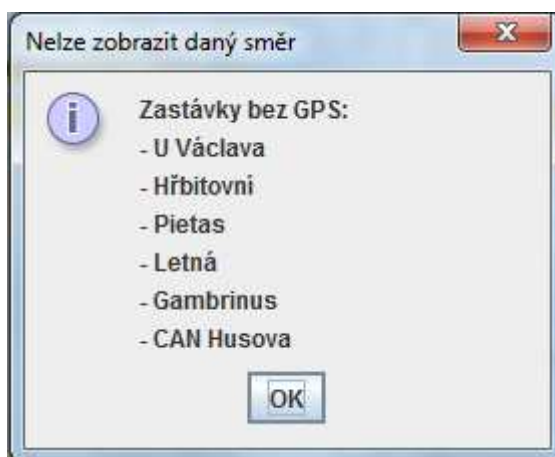 Nelze zobrazit daný směr
Zastávky bez GPS:
- U Václava
- Hřbitovní
- Pietas
- Letná
- Gambrinus
- CAN Husova
OK